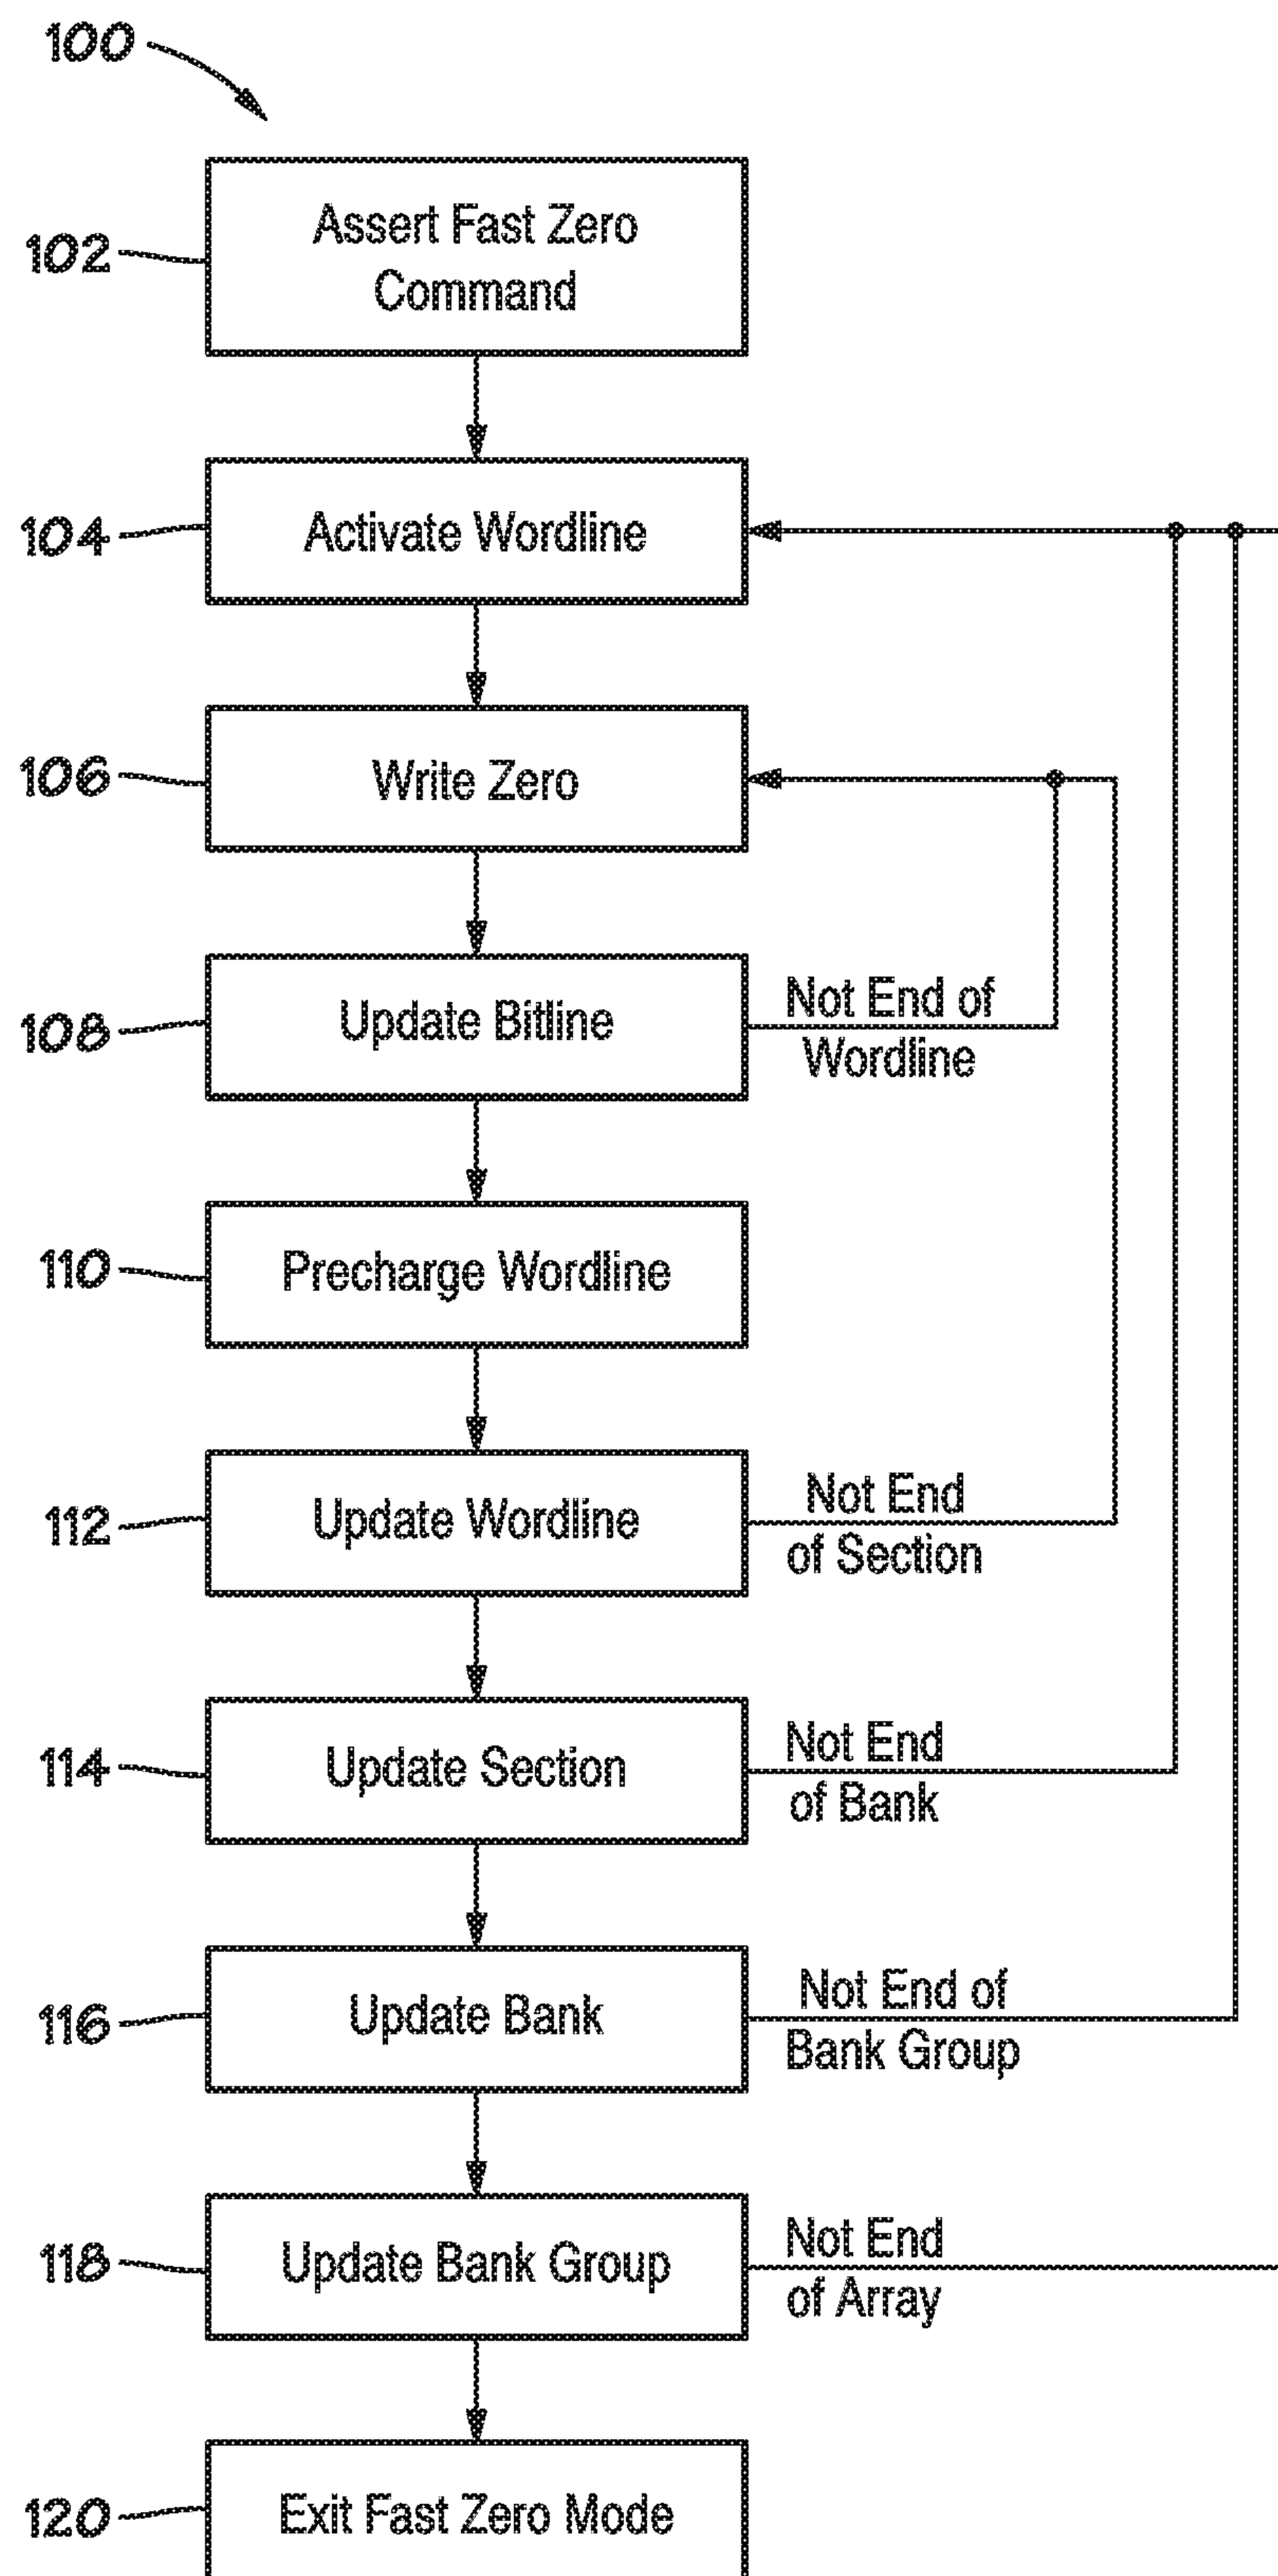 100
102
Assert Fast Zero
Command
104
Activate Wordline
106
Write Zero
108
Update Bitline
Not End of
Wordline
110
Precharge Wordline
112
Update Wordline
Not End
of Section
114
Update Section
Not End
of Bank
116
Update Bank
Not End of
Bank Group
118
Update Bank Group
Not End
of Array
120
Exit Fast Zero Mode